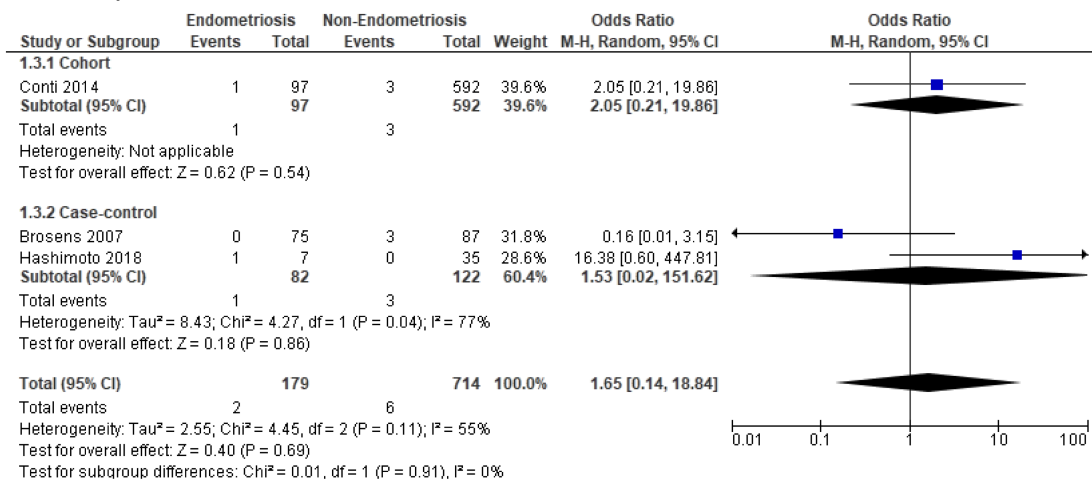 Endometriosis Non-Endometriosis Odds Ratio Odds Ratio
Study or Subgroup Events Total Events Total Weight M-H, Random, 95% CI M-H, Random, 95% CI
1.3.1 Cohort
Conti 2014 1 97 3 592 39.6% 2.05 [0.21, 19.86]
Subtotal (95% CI) 97 592 39.6% 2.05 [0.21, 19.86]
Total events 1 3
Heterogeneity: Not applicable
Test for overall effect: Z = 0.62 (P = 0.54)
1.3.2 Case-control
Brosens 2007 0 75 3 87 31.8% 0.16 [0.01, 3.15]
Hashimoto 2018 1 7 0 35 28.6% 16.38 [0.60, 447.81]
Subtotal (95% CI) 82 122 60.4% 1.53 [0.02, 151.62]
Total events 1 3
Heterogeneity: Tau² = 8.43; Chi² = 4.27, df = 1 (P = 0.04); I² = 77%
Test for overall effect: Z = 0.18 (P = 0.86)
Total (95% CI) 179 714 100.0% 1.65 [0.14, 18.84]
Total events 2 6
Heterogeneity: Tau² = 2.55; Chi² = 4.45, df = 2 (P = 0.11); I² = 55%
Test for overall effect: Z = 0.40 (P = 0.69)
Test for subgroup differences: Chi² = 0.01, df = 1 (P = 0.91), I² = 0%
0.01 0.1 1 10 100